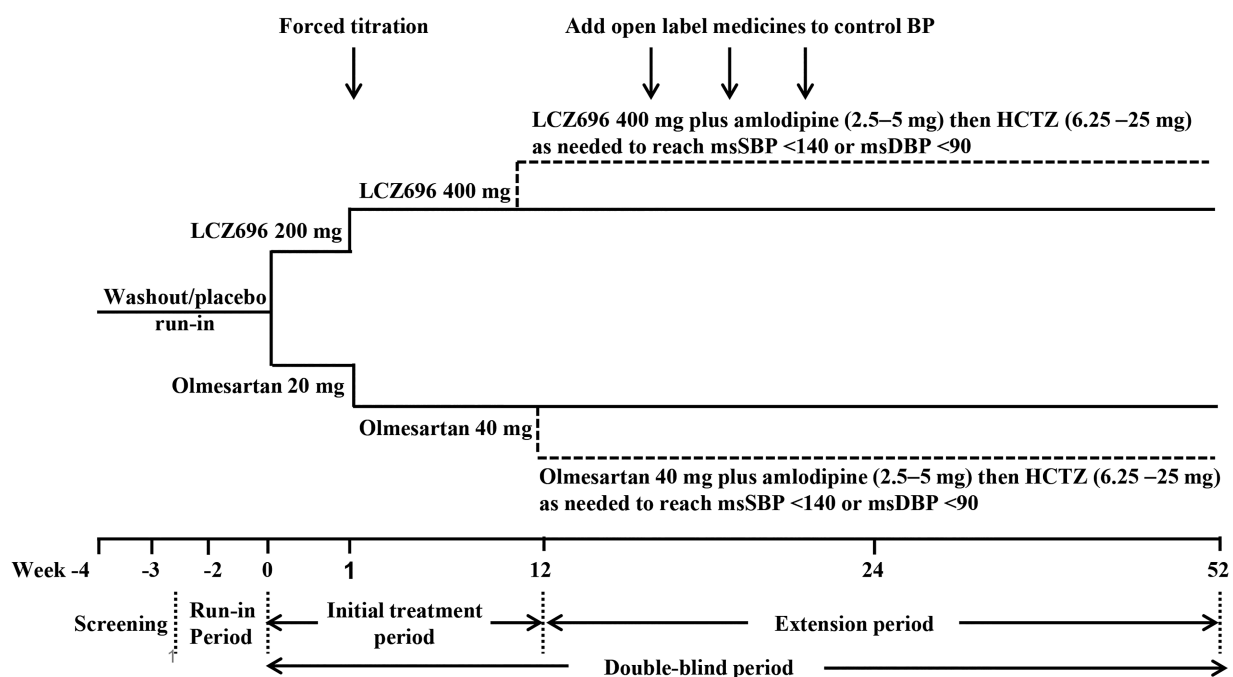 Forced titration
Add open label medicines to control BP
LCZ696 400 mg plus amlodipine (2.5–5 mg) then HCTZ (6.25 –25 mg)
as needed to reach msSBP <140 or msDBP <90
LCZ696 400 mg
LCZ696 200 mg
Washout/placebo
run-in
Olmesartan 20 mg
Olmesartan 40 mg
Olmesartan 40 mg plus amlodipine (2.5–5 mg) then HCTZ (6.25 –25 mg)
as needed to reach msSBP <140 or msDBP <90
Week -4 -3 -2 0 1 12 24 52
Screening
Run-in
Period
Initial treatment
period
Extension period
Double-blind period